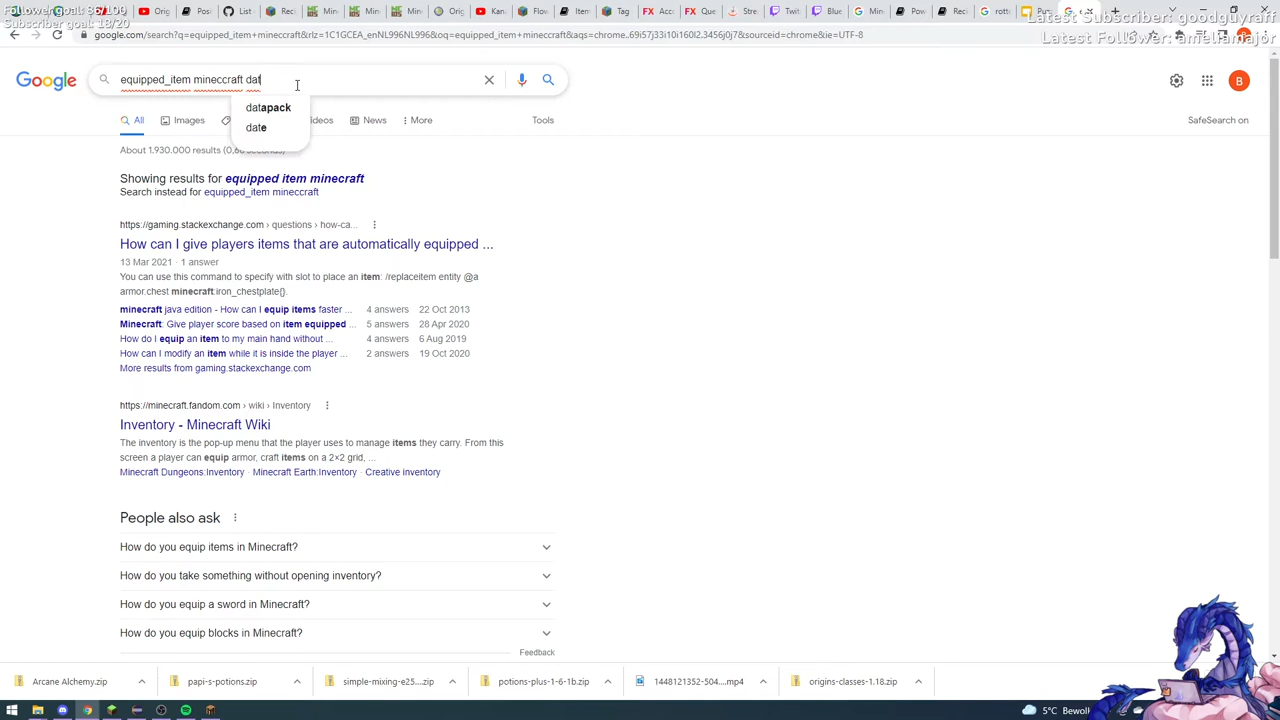 Follower goal: 86/100
Subscriber goal: 18/20
Latest Subscriber: goodguyraff
Latest Follower: ameliamajor
google.com/search?q=equipped_item+mineccraft&rlz=1C1GCEA_enNL996NL996&oq=equipped_item+mineccraft&aqs=chrome..69i57j33i10i160l2.3456j0j7&sourceid=chrome&ie=UTF-8
Google
equipped_item mineccraft dat
datapack
date
All
Images
ideos
News
More
Tools
SafeSearch on
About 1.930.000 results
Showing results for equipped item minecraft
Search instead for equipped_item mineccraft
https://gaming.stackexchange.com › questions › how-ca...
How can I give players items that are automatically equipped ...
13 Mar 2021 · 1 answer
You can use this command to specify with slot to place an item: /replaceitem entity @a
armor.chest minecraft:iron_chestplate{}.
minecraft java edition - How can I equip items faster ... 4 answers 22 Oct 2013
Minecraft: Give player score based on item equipped ... 5 answers 28 Apr 2020
How do I equip an item to my main hand without ... 4 answers 6 Aug 2019
How can I modify an item while it is inside the player ... 2 answers 19 Oct 2020
More results from gaming.stackexchange.com
https://minecraft.fandom.com › wiki › Inventory
Inventory - Minecraft Wiki
The inventory is the pop-up menu that the player uses to manage items they carry. From this
screen a player can equip armor, craft items on a 2×2 grid, ...
Minecraft Dungeons:Inventory · Minecraft Earth:Inventory · Creative inventory
People also ask
How do you equip items in Minecraft?
How do you take something without opening inventory?
How do you equip a sword in Minecraft?
How do you equip blocks in Minecraft?
Feedback
Arcane Alchemy.zip
papi-s-potions.zip
simple-mixing-e25....zip
potions-plus-1-6-1b.zip
1448121352-504....mp4
origins-classes-1.18.zip
5°C Bewol